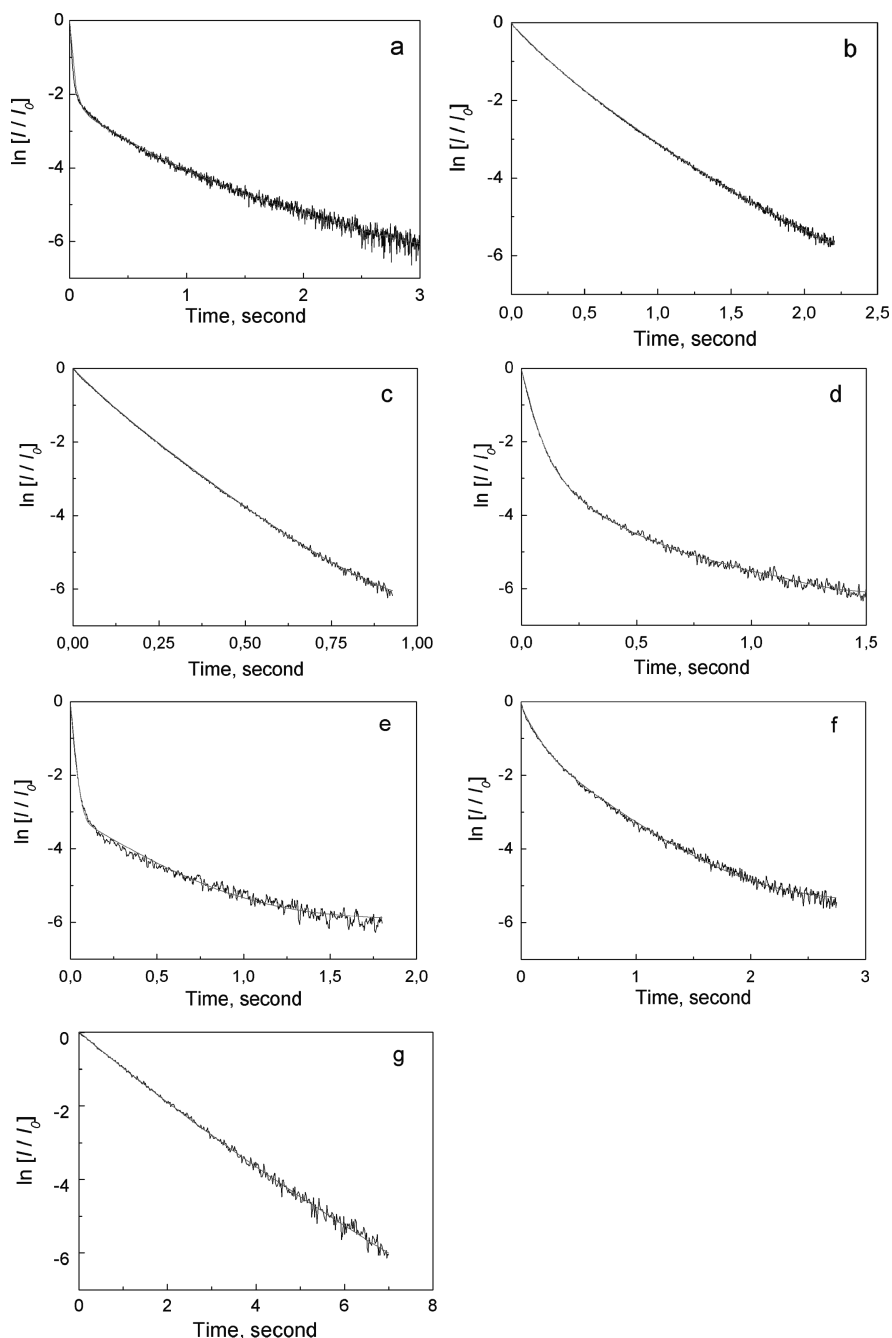 a
0
-2
-4
-6
ln [I / I0]
0 1 2 3
Time, second
b
0
-2
-4
-6
ln [I / I0]
0,0 0,5 1,0 1,5 2,0 2,5
Time, second
c
0
-2
-4
-6
ln [I / I0]
0,00 0,25 0,50 0,75 1,00
Time, second
d
0
-2
-4
-6
ln [I / I0]
0,0 0,5 1,0 1,5
Time, second
e
0
-2
-4
-6
ln [I / I0]
0,0 0,5 1,0 1,5 2,0
Time, second
f
0
-2
-4
-6
ln [I / I0]
0 1 2 3
Time, second
g
0
-2
-4
-6
ln [I / I0]
0 2 4 6 8
Time, second